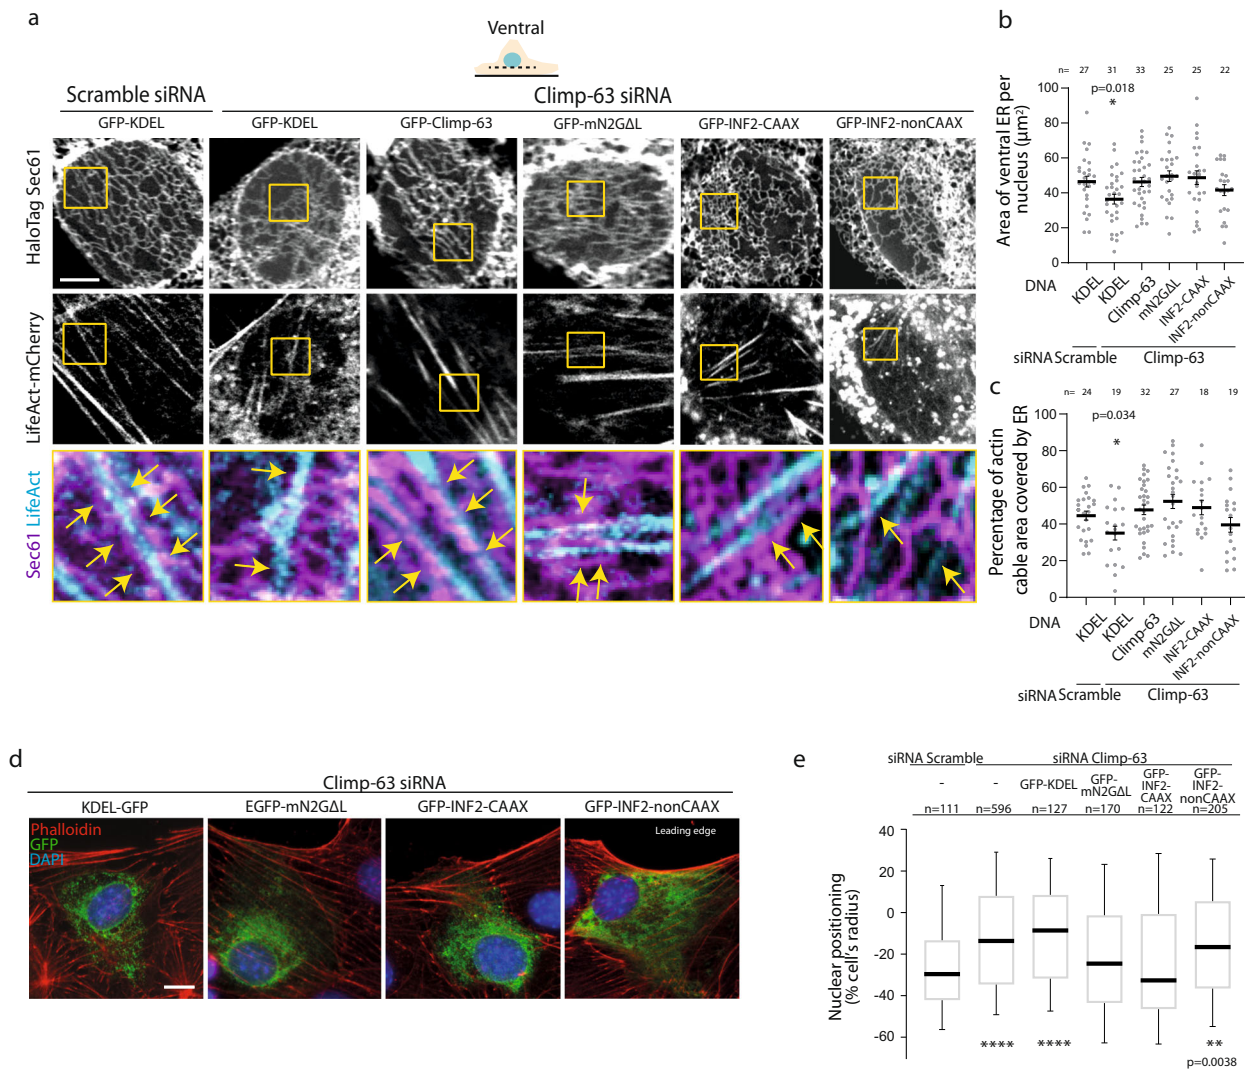 a
Ventral
Scramble siRNA
Climp-63 siRNA
GFP-KDEL
GFP-KDEL
GFP-Climp-63
GFP-mN2GΔL
GFP-INF2-CAAX
GFP-INF2-nonCAAX
HaloTag Sec61
LifeAct-mCherry
Sec61 LifeAct
b
n= 27 31 33 25 25 22
p=0.018
*
Area of ventral ER per
nucleus (μm²)
100
80
60
40
20
0
DNA
KDEL
KDEL
Climp-63
mN2GΔL
INF2-CAAX
INF2-nonCAAX
siRNA Scramble Climp-63
c
n= 24 19 32 27 18 19
p=0.034
*
Percentage of actin
cable area covered by ER
100
80
60
40
20
0
DNA
KDEL
KDEL
Climp-63
mN2GΔL
INF2-CAAX
INF2-nonCAAX
siRNA Scramble Climp-63
d
Climp-63 siRNA
KDEL-GFP
EGFP-mN2GΔL
GFP-INF2-CAAX
GFP-INF2-nonCAAX
Phalloidin
GFP
DAPI
Leading edge
e
siRNA Scramble
siRNA Climp-63
-
-
GFP-KDEL
GFP-
mN2GΔL
GFP-
INF2-
CAAX
GFP-
INF2-
nonCAAX
n=111 n=596 n=127 n=170 n=122 n=205
Nuclear positioning
(% cell's radius)
40
20
0
-20
-40
-60
****
****
**
p=0.0038